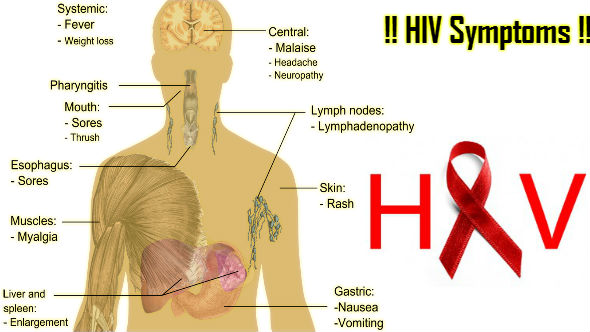 Systemic:
- Fever
- Weight loss
Central:
- Malaise
- Headache
- Neuropathy
!! HIV Symptoms !!
Pharyngitis
Mouth:
- Sores
- Thrush
Lymph nodes:
- Lymphadenopathy
Esophagus:
- Sores
Skin:
- Rash
Muscles:
- Myalgia
Liver and
spleen:
- Enlargement
Gastric:
-Nausea
-Vomiting
H V